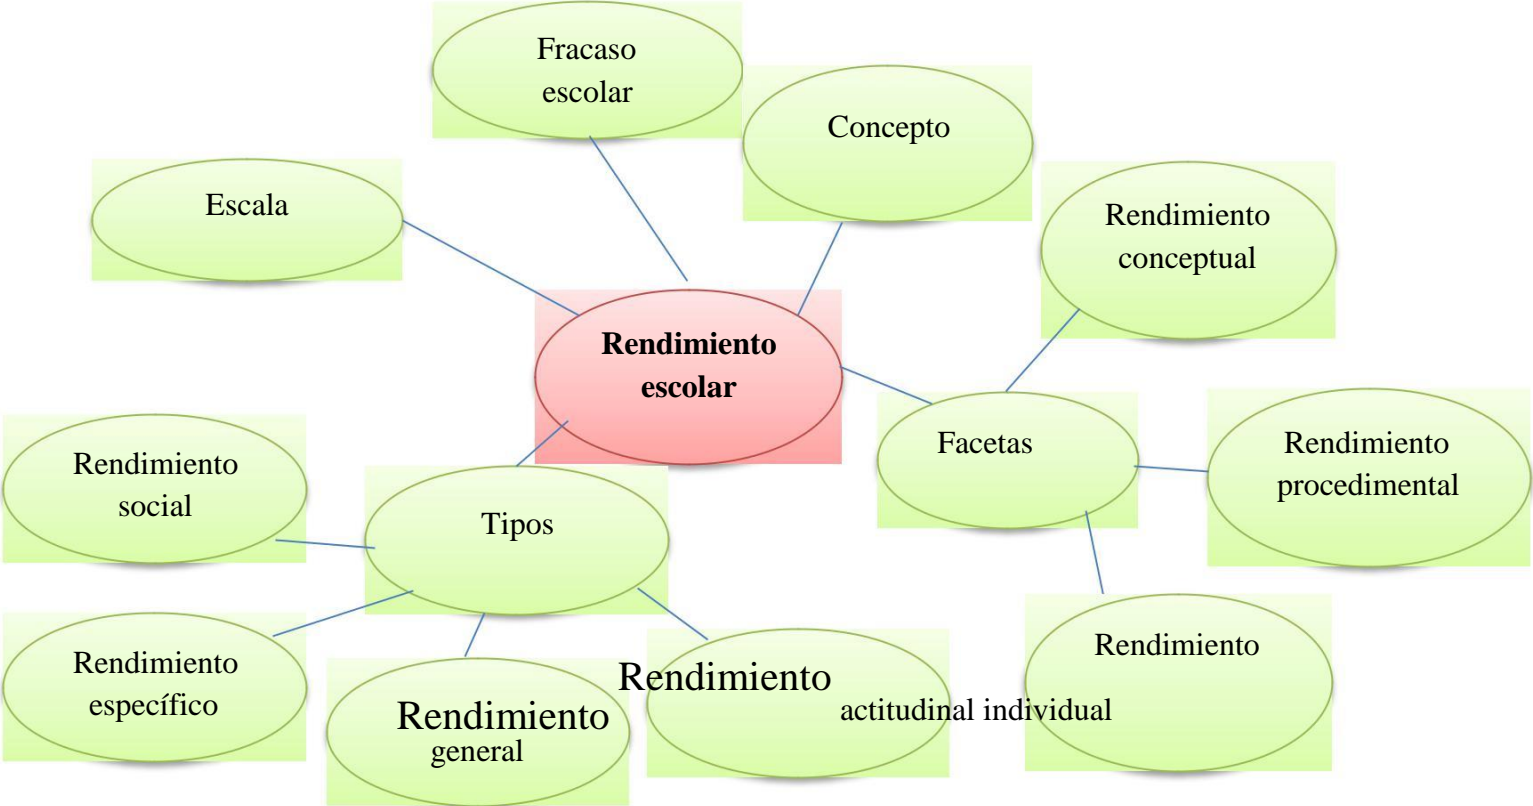 Fracaso
escolar
Concepto
Escala
Rendimiento
conceptual
Rendimiento
escolar
Facetas
Rendimiento
procedimental
Rendimiento
social
Tipos
Rendimiento
específico
Rendimiento
general
Rendimiento
Rendimiento
actitudinal individual